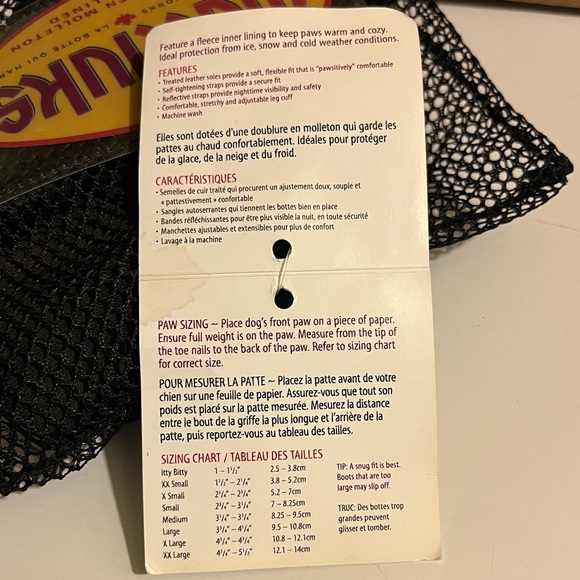 WORKS
LINED
MOLLETON
LA BOTTE QUI
TLUKS
Feature a fleece inner lining to keep paws warm and cozy.
Ideal protection from ice, snow and cold weather conditions.
FEATURES
• Treated leather soles provide a soft, flexible fit that is "pawsitively" comfortable
• Self-tightening straps provide a secure fit
• Reflective straps provide nighttime visibility and safety
• Comfortable, stretchy and adjustable leg cuff
• Machine wash
Elles sont dotées d'une doublure en molleton qui garde les
pattes au chaud confortablement. Idéales pour protéger
de la glace, de la neige et du froid.
CARACTÉRISTIQUES
• Semelles de cuir traité qui procurent un ajustement doux, souple et
« pattestivement » confortable
• Sangles autoserrantes qui tiennent les bottes bien en place
• Bandes réfléchissantes pour être plus visible la nuit, en toute sécurité
• Manchettes ajustables et extensibles pour plus de confort
• Lavage à la machine
PAW SIZING ~ Place dog's front paw on a piece of paper.
Ensure full weight is on the paw. Measure from the tip of
the toe nails to the back of the paw. Refer to sizing chart
for correct size.
POUR MESURER LA PATTE ~ Placez la patte avant de votre
chien sur une feuille de papier. Assurez-vous que tout son
poids est placé sur la patte mesurée. Mesurez la distance
entre le bout de la griffe la plus longue et l'arrière de la
patte, puis reportez-vous au tableau des tailles.
SIZING CHART / TABLEAU DES TAILLES
Itty Bitty 1 – 1½" 2.5 – 3.8cm
XX Small 1½" – 2¼" 3.8 – 5.2cm
X Small 2¼" – 2¾" 5.2 – 7cm
Small 2¾" – 3¼" 7 – 8.25cm
Medium 3¼" – 3¾" 8.25 – 9.5cm
Large 3¾" – 4¼" 9.5 – 10.8cm
X Large 4¼" – 4¾" 10.8 – 12.1cm
XX Large 4¾" – 5½" 12.1 – 14cm
TIP: A snug fit is best.
Boots that are too
large may slip off.
TRUC: Des bottes trop
grandes peuvent
glisser et tomber.